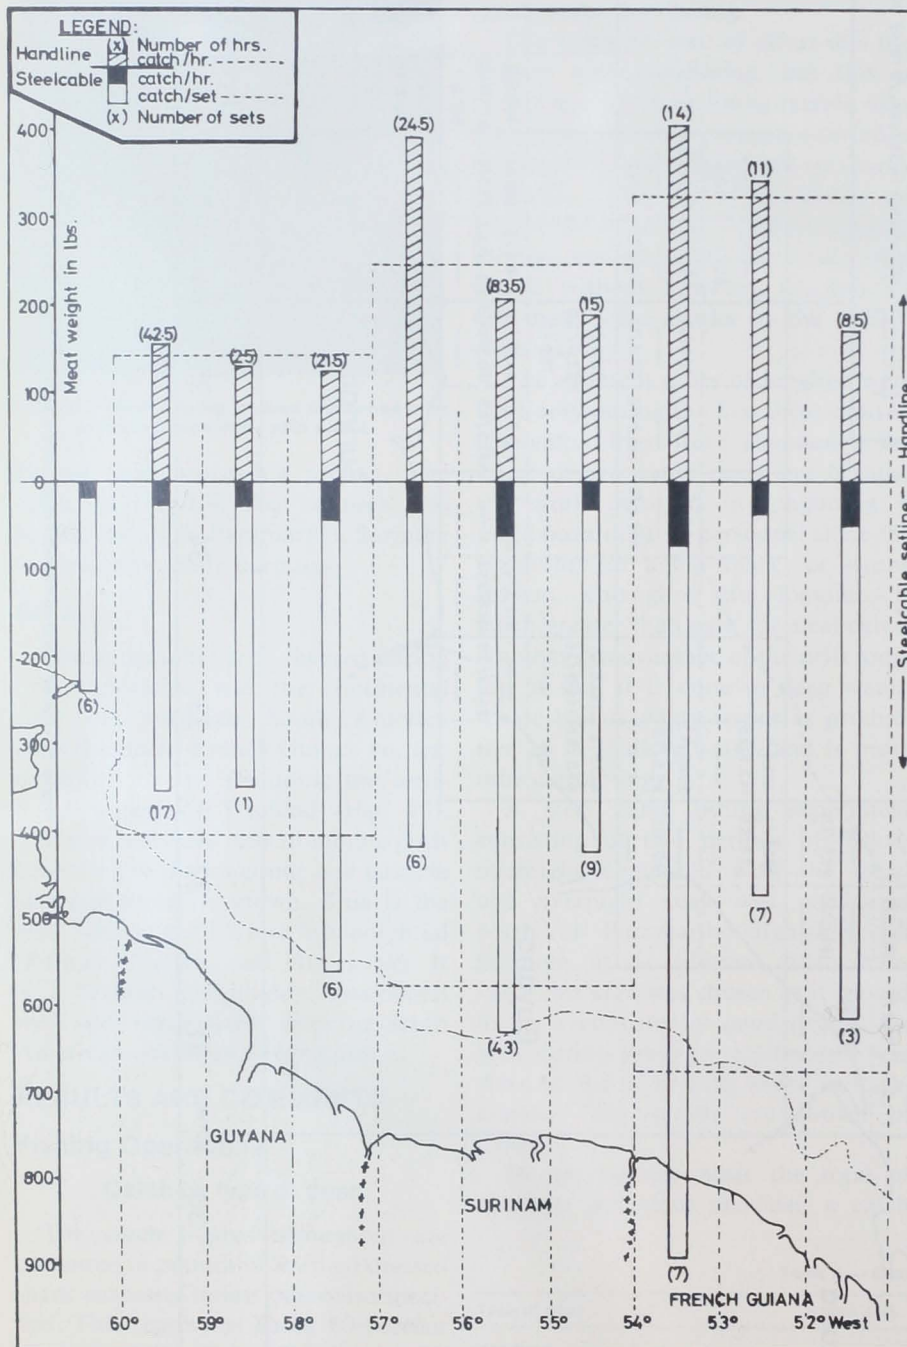 LEGEND:
(x) Number of hrs.
Handline catch/hr.
Steelcable catch/hr.
catch/set
(x) Number of sets
Meat weight in lbs.
400
300
200
100
0
100
-200
300
400
500
600
700
800
900
(42·5)
(2·5)
(21·5)
(24·5)
(83·5)
(15)
(14)
(11)
(8·5)
(6)
(17)
(1)
(6)
(6)
(43)
(9)
(7)
(7)
(3)
Steelcable setline — Handline
GUYANA
SURINAM
FRENCH GUIANA
60° 59° 58° 57° 56° 55° 54° 53° 52° West